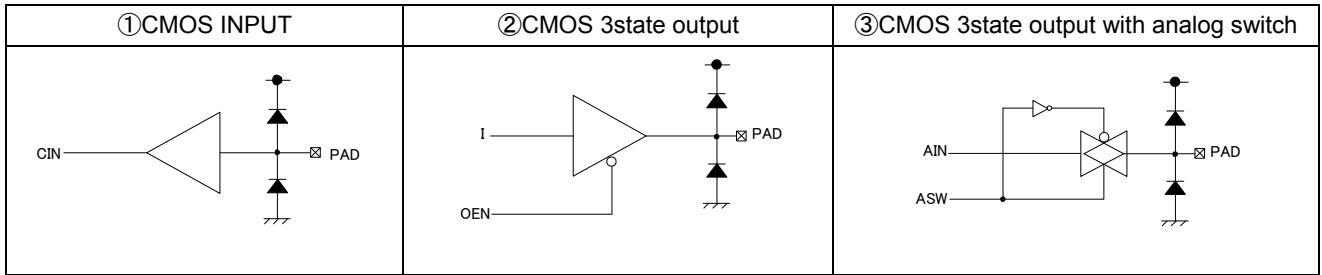 ①CMOS INPUT
②CMOS 3state output
③CMOS 3state output with analog switch
CIN
PAD
I
PAD
OEN
AIN
PAD
ASW